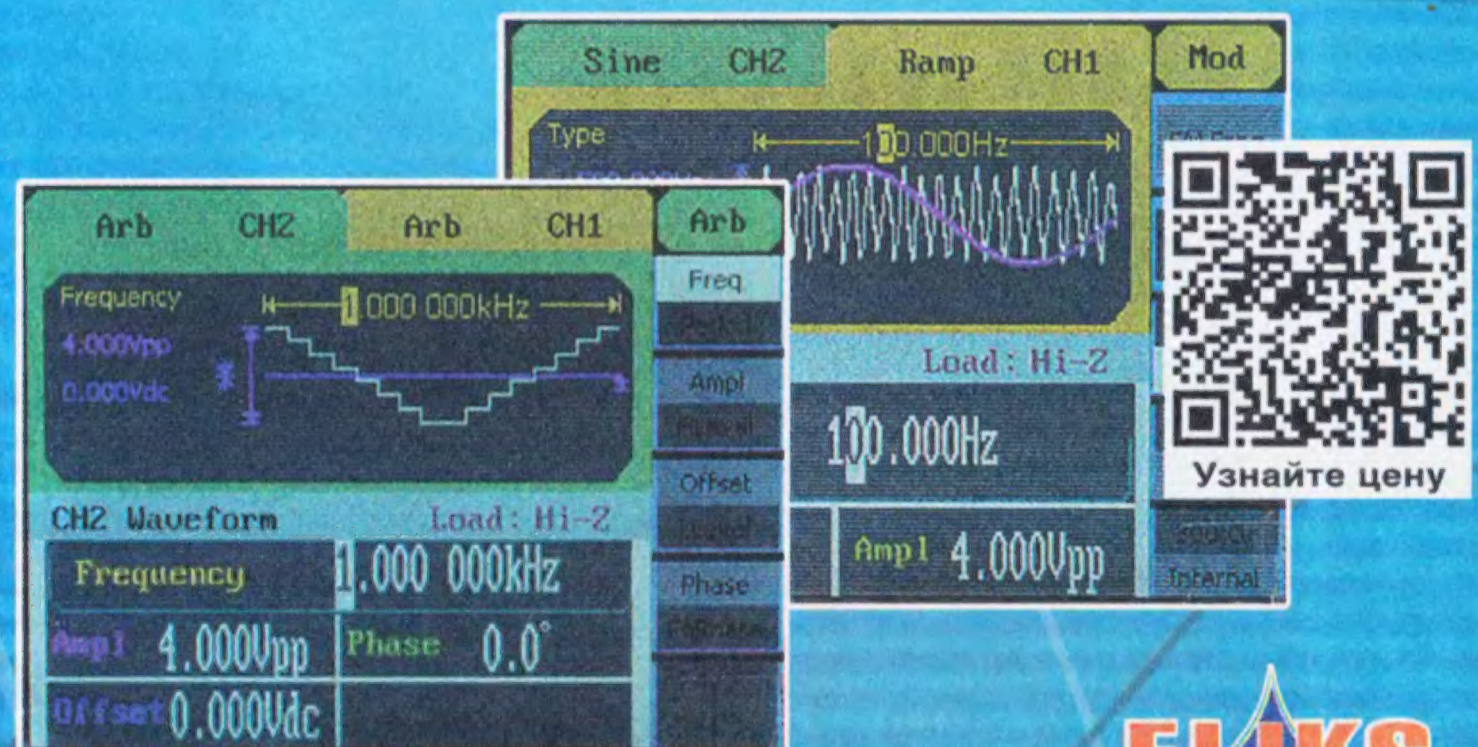 Sine CH2 Ramp CH1 Mod
Type
100.000Hz
Load: Hi-Z
100.000Hz
Ampl 4.000Vpp
Internal
Узнайте цену
Arb CH2 Arb CH1 Arb
Frequency
1.000 000kHz
4.000Vpp
0.000Vdc
CH2 Waveform Load: Hi-Z
Frequency 1.000 000kHz
Ampl 4.000Vpp Phase 0.0°
Offset 0.000Vdc
Freq
Ampl
Offset
Phase